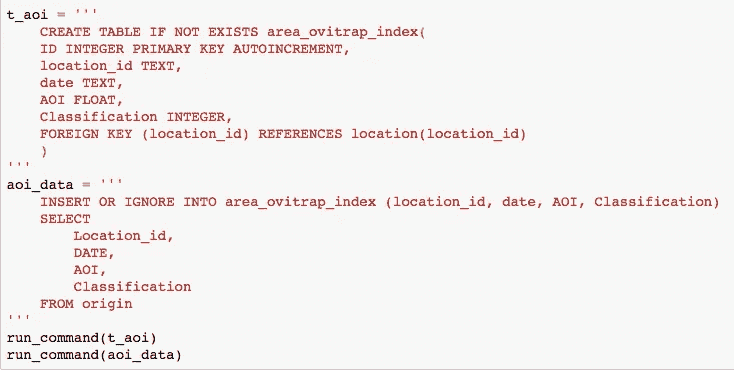 t_aoi = '''
    CREATE TABLE IF NOT EXISTS area_ovitrap_index(
    ID INTEGER PRIMARY KEY AUTOINCREMENT,
    location_id TEXT,
    date TEXT,
    AOI FLOAT,
    Classification INTEGER,
    FOREIGN KEY (location_id) REFERENCES location(location_id)
    )
'''
aoi_data = '''
    INSERT OR IGNORE INTO area_ovitrap_index (location_id, date, AOI, Classification)
    SELECT
        Location_id,
        DATE,
        AOI,
        Classification
    FROM origin
'''
run_command(t_aoi)
run_command(aoi_data)